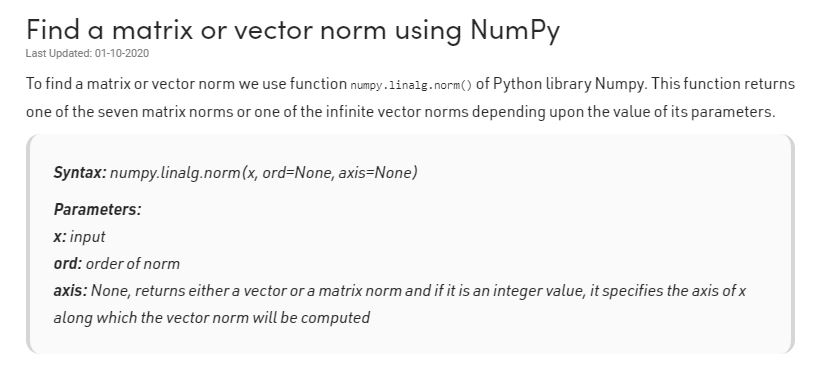 Find a matrix or vector norm using NumPy
Last Updated: 01-10-2020
To find a matrix or vector norm we use function numpy.linalg.norm() of Python library Numpy. This function returns
one of the seven matrix norms or one of the infinite vector norms depending upon the value of its parameters.
Syntax: numpy.linalg.norm(x, ord=None, axis=None)
Parameters:
x: input
ord: order of norm
axis: None, returns either a vector or a matrix norm and if it is an integer value, it specifies the axis of x
along which the vector norm will be computed